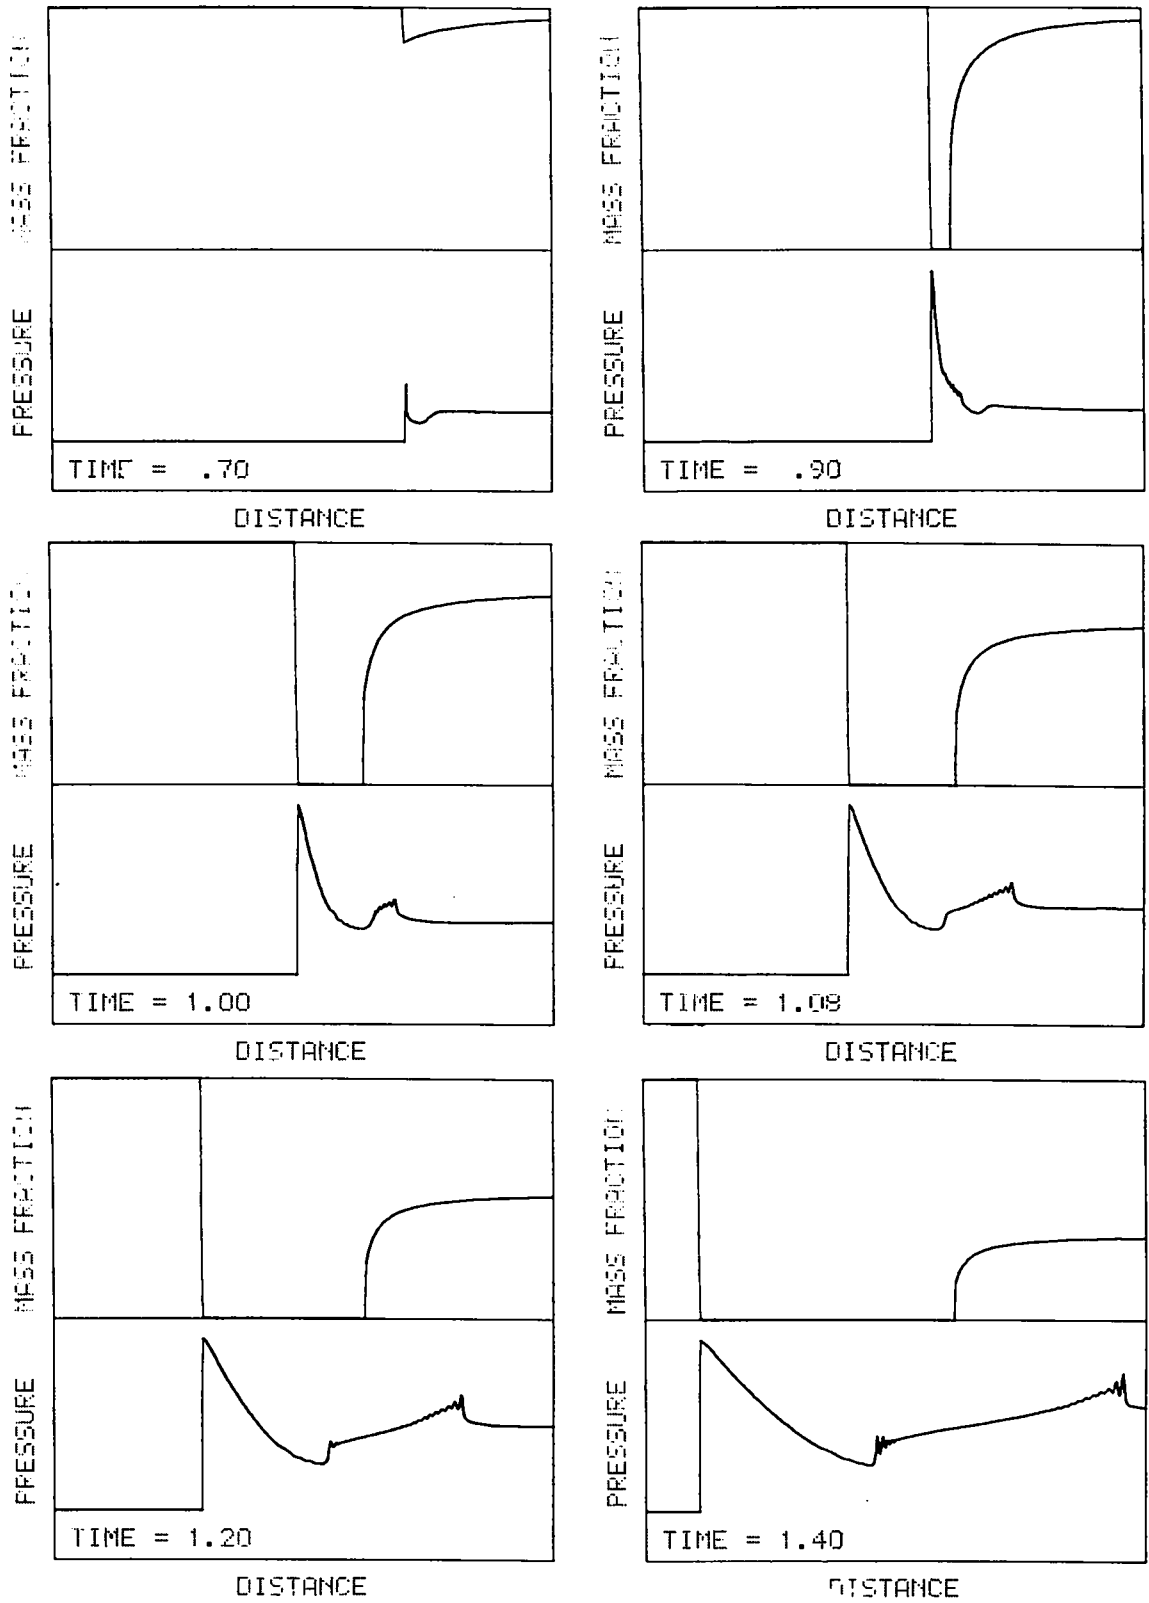 MASS FRACTION
PRESSURE
TIME = .70
DISTANCE
MASS FRACTION
PRESSURE
TIME = .90
DISTANCE
MASS FRACTION
PRESSURE
TIME = 1.00
DISTANCE
MASS FRACTION
PRESSURE
TIME = 1.08
DISTANCE
MASS FRACTION
PRESSURE
TIME = 1.20
DISTANCE
MASS FRACTION
PRESSURE
TIME = 1.40
DISTANCE